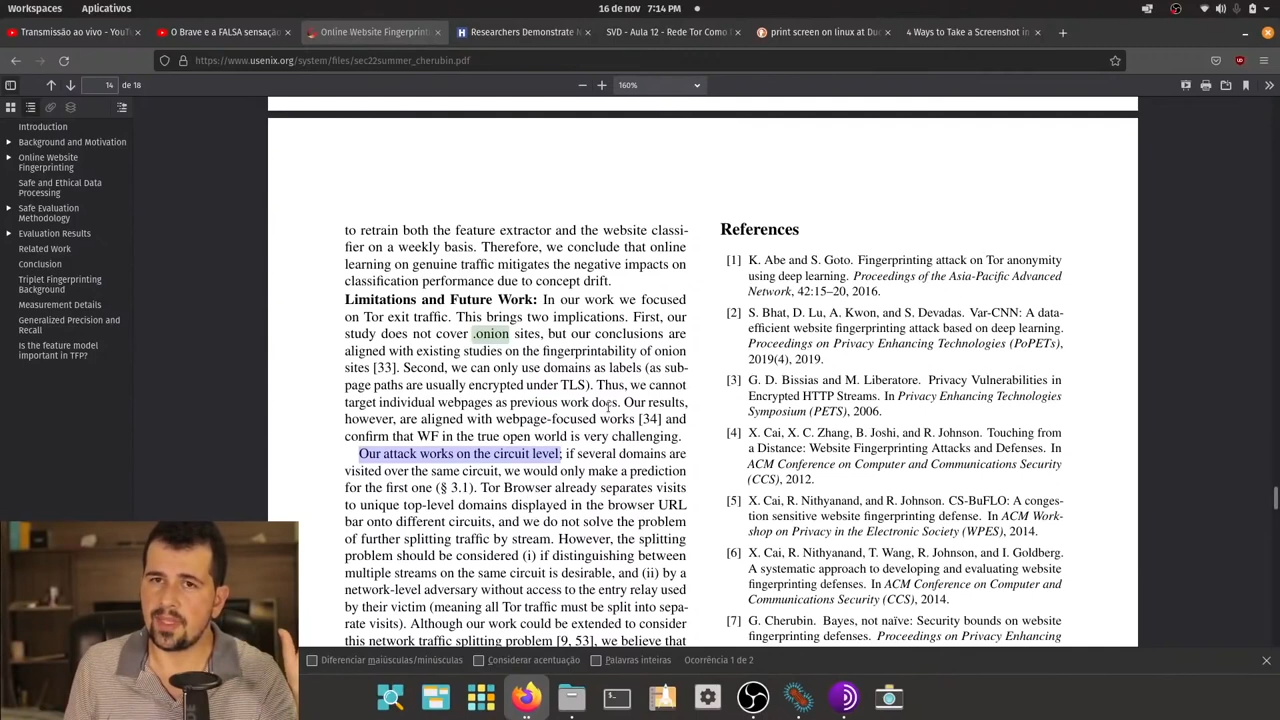 Workspaces
Aplicativos
16 de nov 7:14 PM
Transmissão ao vivo - YouTu
O Brave e a FALSA sensação
Online Website Fingerprinti
Researchers Demonstrate N
SVD - Aula 12 - Rede Tor Como
print screen on linux at Duc
4 Ways to Take a Screenshot in
https://www.usenix.org/system/files/sec22summer_cherubin.pdf
14 de 18
160%
Introduction
Background and Motivation
Online Website
Fingerprinting
Safe and Ethical Data
Processing
Safe Evaluation
Methodology
Evaluation Results
Related Work
Conclusion
Triplet Fingerprinting
Background
Measurement Details
Generalized Precision and
Recall
Is the feature model
important in TFP?
to retrain both the feature extractor and the website classi-
fier on a weekly basis. Therefore, we conclude that online
learning on genuine traffic mitigates the negative impacts on
classification performance due to concept drift.
Limitations and Future Work: In our work we focused
on Tor exit traffic. This brings two implications. First, our
study does not cover .onion sites, but our conclusions are
aligned with existing studies on the fingerprintability of onion
sites [33]. Second, we can only use domains as labels (as sub-
page paths are usually encrypted under TLS). Thus, we cannot
target individual webpages as previous work does. Our results,
however, are aligned with webpage-focused works [34] and
confirm that WF in the true open world is very challenging.
Our attack works on the circuit level; if several domains are
visited over the same circuit, we would only make a prediction
for the first one (§ 3.1). Tor Browser already separates visits
to unique top-level domains displayed in the browser URL
bar onto different circuits, and we do not solve the problem
of further splitting traffic by stream. However, the splitting
problem should be considered (i) if distinguishing between
multiple streams on the same circuit is desirable, and (ii) by a
network-level adversary without access to the entry relay used
by their victim (meaning all Tor traffic must be split into sepa-
rate visits). Although our work could be extended to consider
this network traffic splitting problem [9, 53], we believe that
References
[1] K. Abe and S. Goto. Fingerprinting attack on Tor anonymity
using deep learning. Proceedings of the Asia-Pacific Advanced
Network, 42:15–20, 2016.
[2] S. Bhat, D. Lu, A. Kwon, and S. Devadas. Var-CNN: A data-
efficient website fingerprinting attack based on deep learning.
Proceedings on Privacy Enhancing Technologies (PoPETs),
2019(4), 2019.
[3] G. D. Bissias and M. Liberatore. Privacy Vulnerabilities in
Encrypted HTTP Streams. In Privacy Enhancing Technologies
Symposium (PETS), 2006.
[4] X. Cai, X. C. Zhang, B. Joshi, and R. Johnson. Touching from
a Distance: Website Fingerprinting Attacks and Defenses. In
ACM Conference on Computer and Communications Security
(CCS), 2012.
[5] X. Cai, R. Nithyanand, and R. Johnson. CS-BuFLO: A conges-
tion sensitive website fingerprinting defense. In ACM Work-
shop on Privacy in the Electronic Society (WPES), 2014.
[6] X. Cai, R. Nithyanand, T. Wang, R. Johnson, and I. Goldberg.
A systematic approach to developing and evaluating website
fingerprinting defenses. In ACM Conference on Computer and
Communications Security (CCS), 2014.
[7] G. Cherubin. Bayes, not naïve: Security bounds on website
fingerprinting defenses. Proceedings on Privacy Enhancing
Diferenciar maiúsculas/minúsculas
Considerar acentuação
Palavras inteiras
Ocorrência 1 de 2